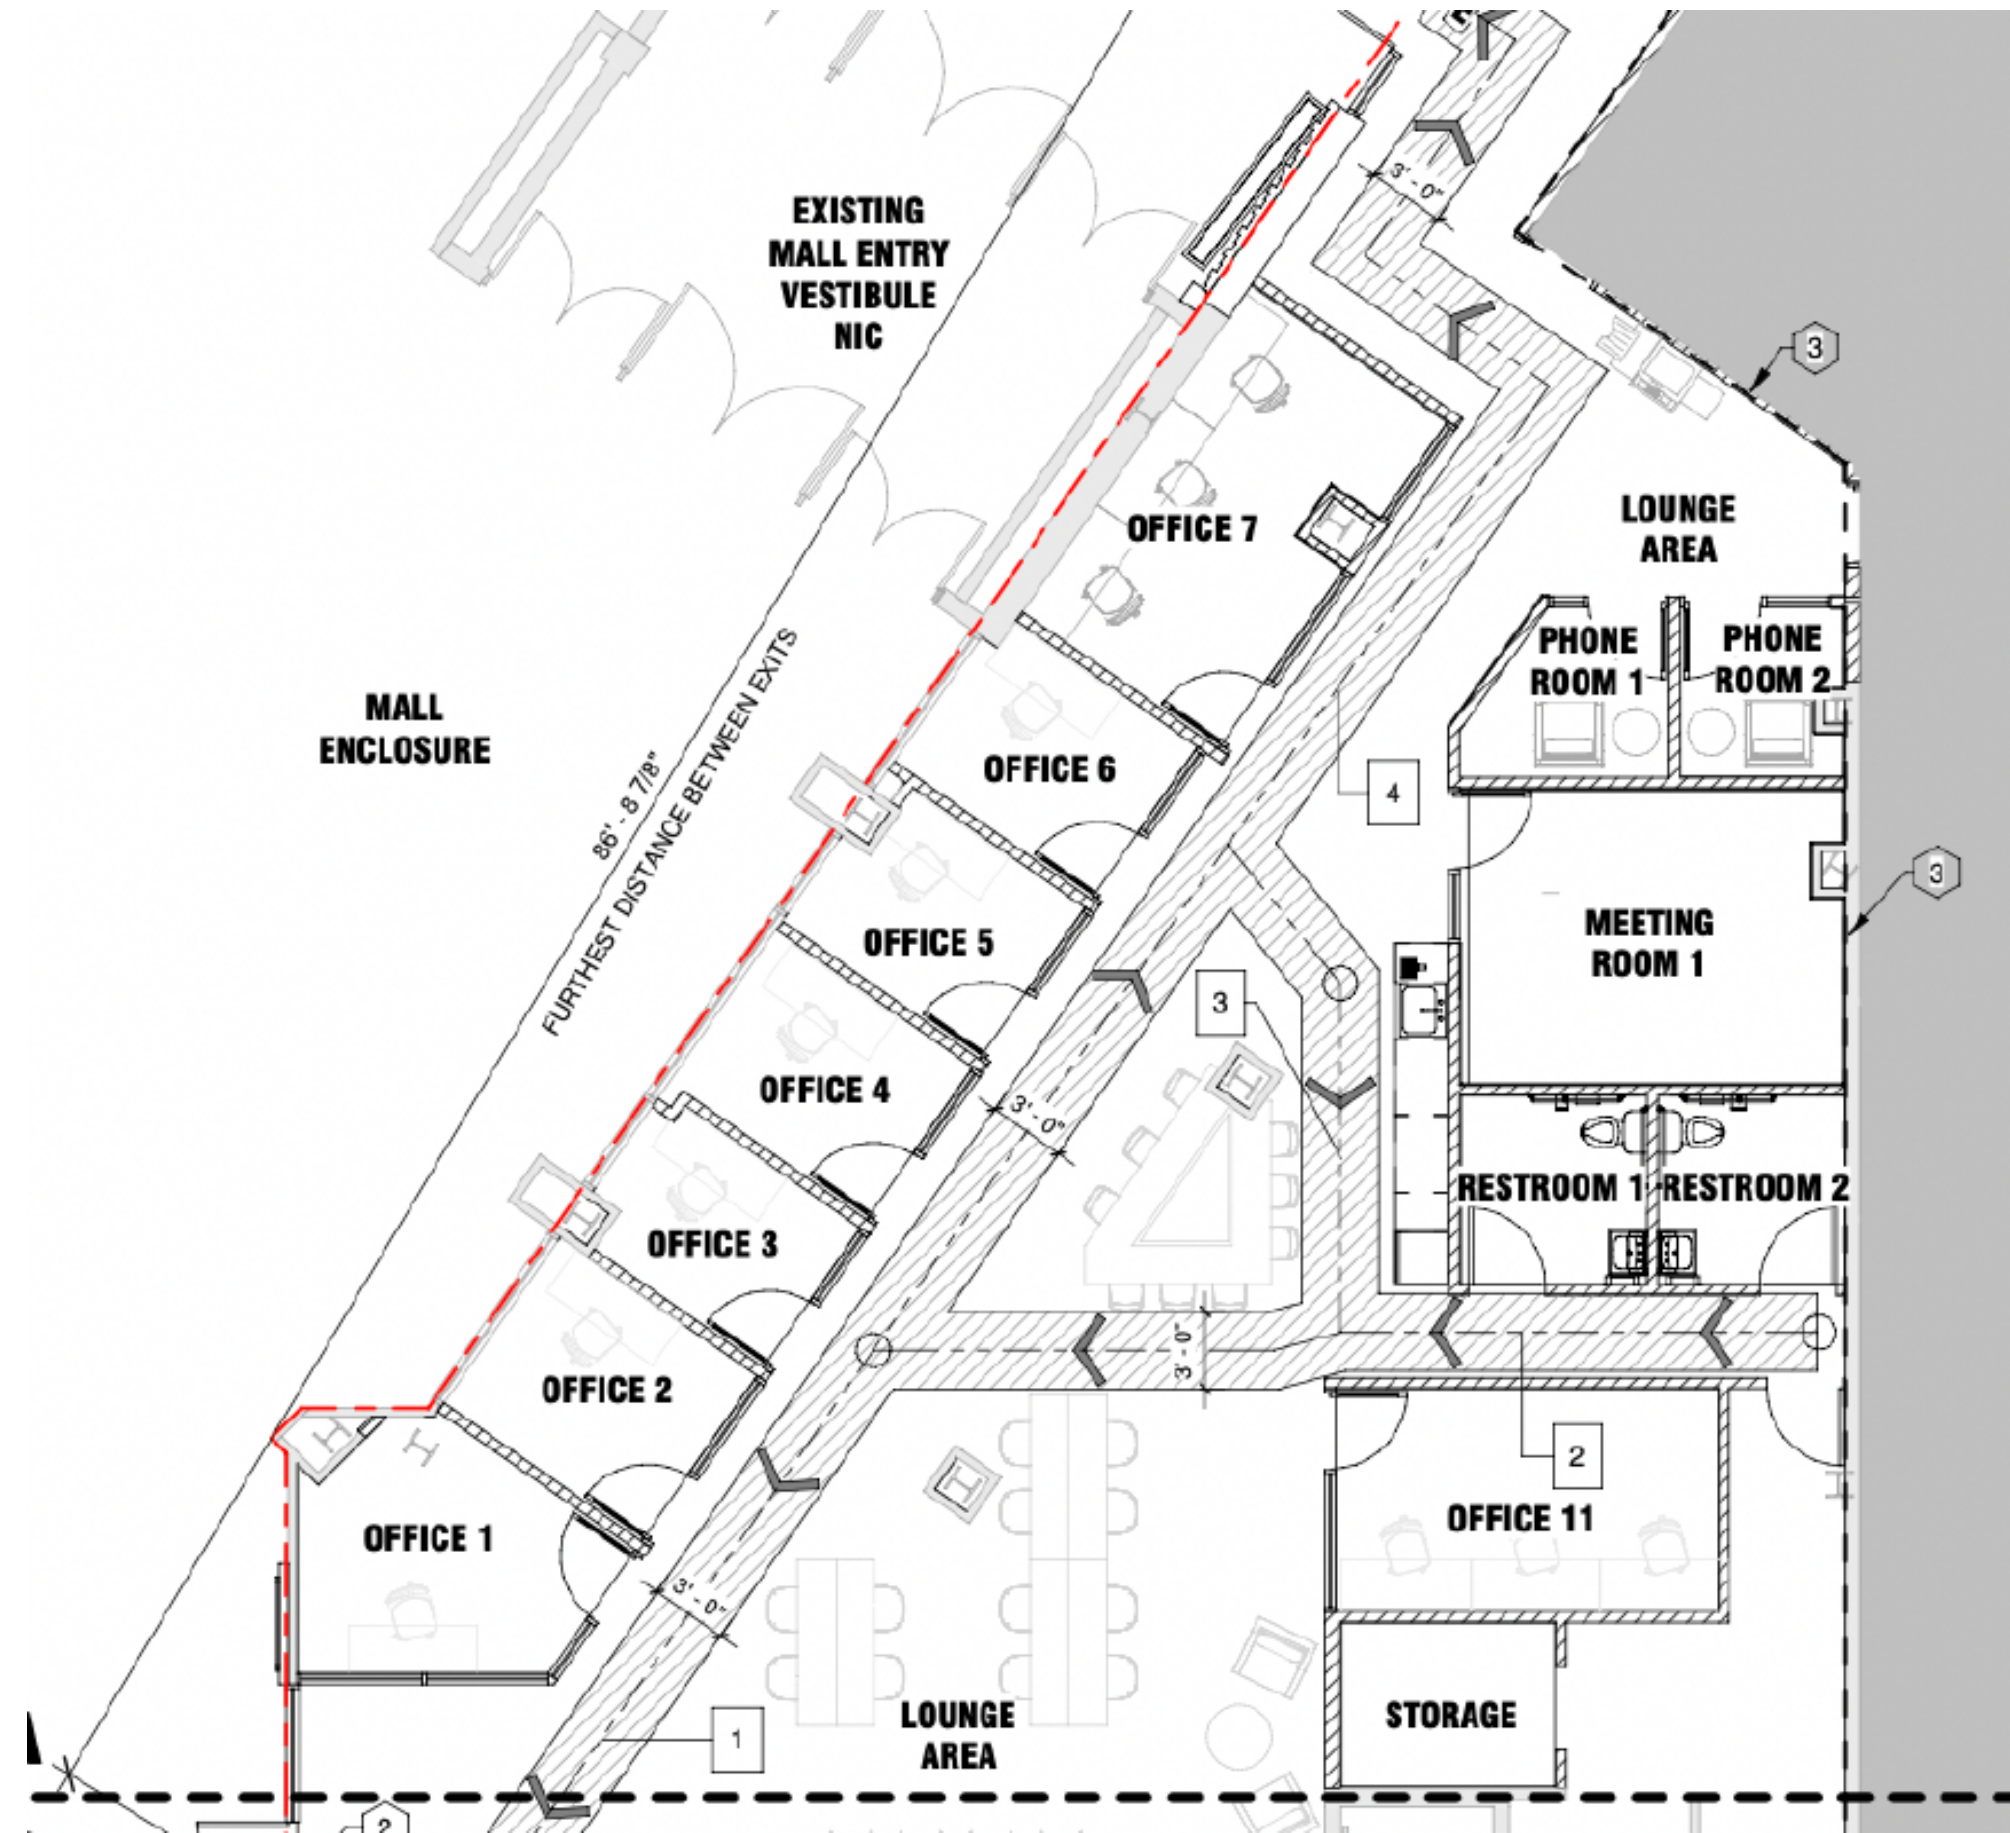 3'-0"
EXISTING
MALL ENTRY
VESTIBULE
NIC
3
OFFICE 7
LOUNGE
AREA
PHONE
ROOM 1
PHONE
ROOM 2
MALL
ENCLOSURE
86' - 8 7/8"
FURTHEST DISTANCE BETWEEN EXITS
OFFICE 6
4
3
OFFICE 5
MEETING
ROOM 1
3
OFFICE 4
3'-0"
RESTROOM 1
RESTROOM 2
OFFICE 3
3'-0"
OFFICE 2
2
OFFICE 11
OFFICE 1
3'-0"
LOUNGE
AREA
STORAGE
1
2